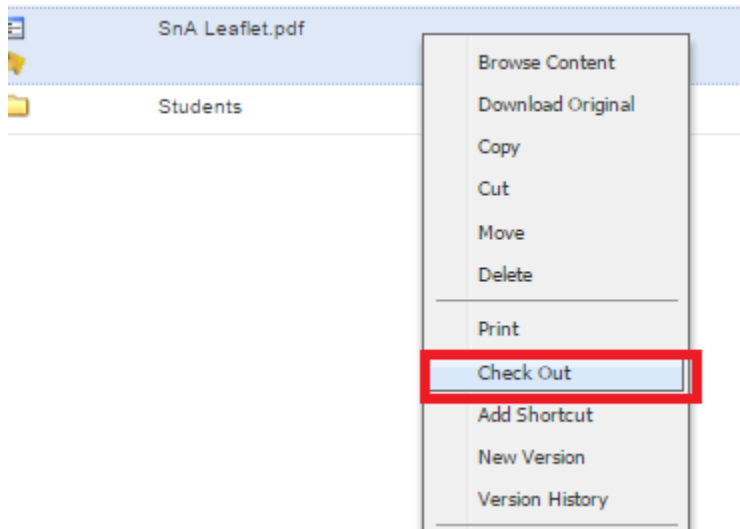 SnA Leaflet.pdf
Students
Browse Content
Download Original
Copy
Cut
Move
Delete
Print
Check Out
Add Shortcut
New Version
Version History